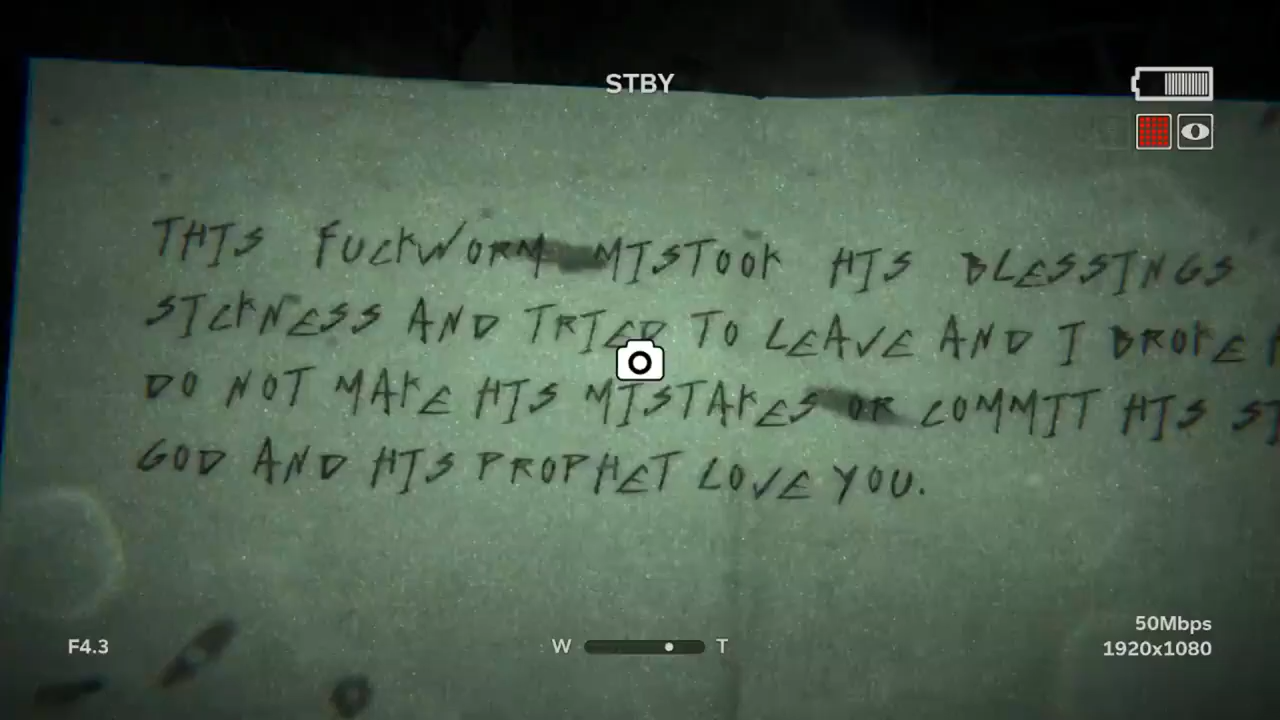 STBY
THIS FUCKWORM MISTOOK HIS BLESSINGS
SICKNESS AND TRIED TO LEAVE AND I BROKE
DO NOT MAKE HIS MISTAKES OR COMMIT HIS
GOD AND HIS PROPHET LOVE YOU.
F4.3
W T
50Mbps
1920x1080